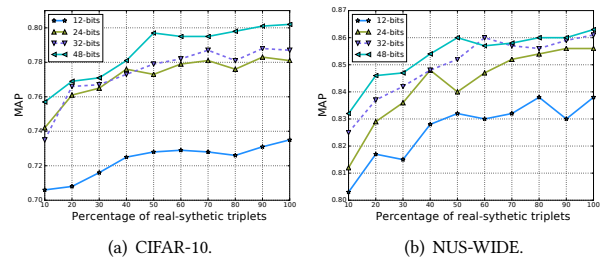 12-bits
24-bits
32-bits
48-bits
0.80
0.78
0.76
0.74
0.72
0.70
MAP
10 20 30 40 50 60 70 80 90 100
Percentage of real-sythetic triplets
(a) CIFAR-10.
12-bits
24-bits
32-bits
48-bits
0.87
0.86
0.85
0.84
0.83
0.82
0.81
0.80
MAP
10 20 30 40 50 60 70 80 90 100
Percentage of real-sythetic triplets
(b) NUS-WIDE.